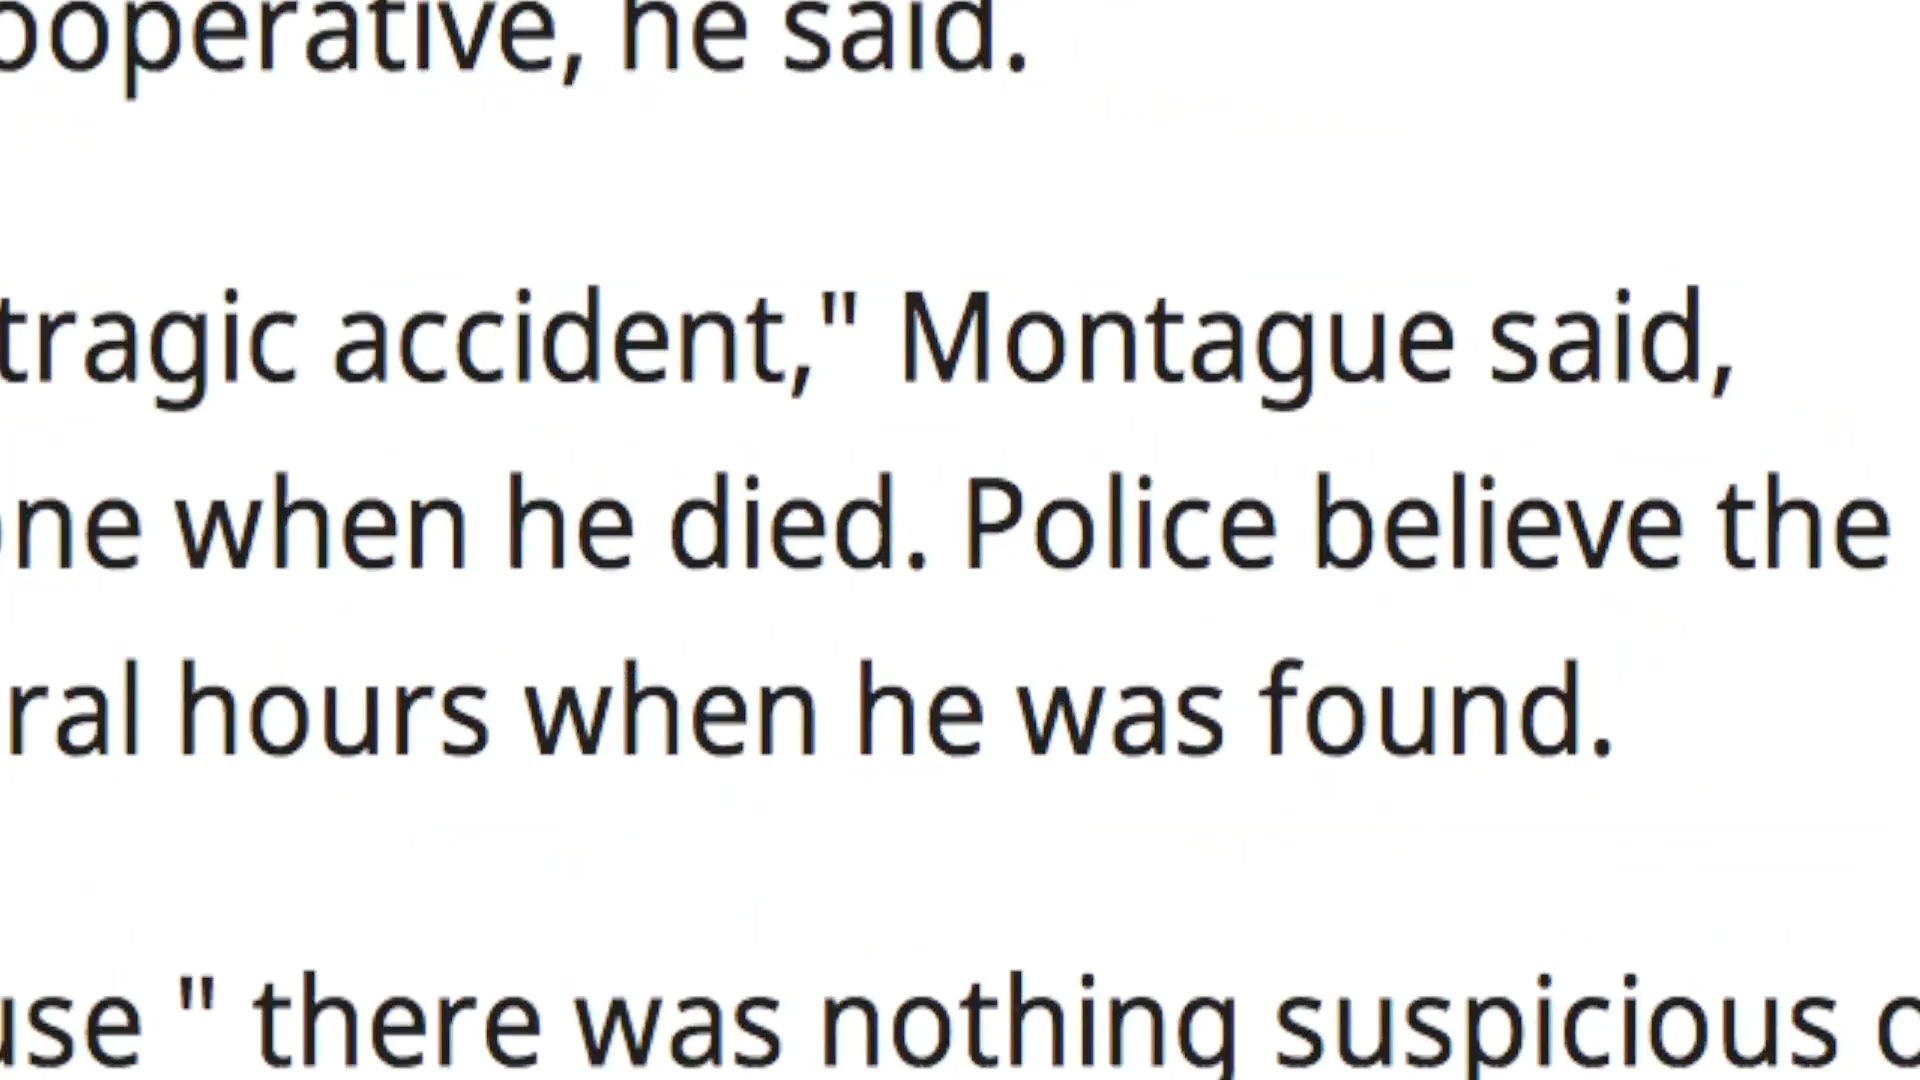 ooperative, he said.
tragic accident," Montague said,
one when he died. Police believe the
ral hours when he was found.
use " there was nothing suspicious o